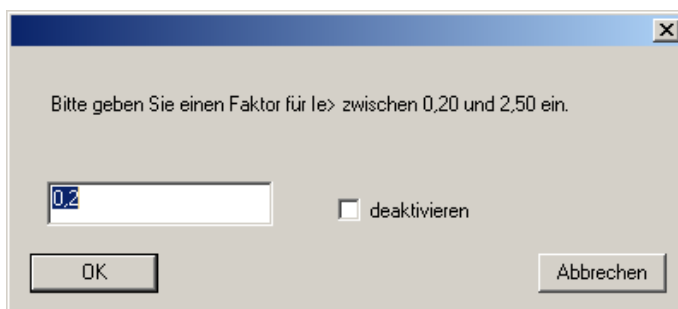 Bitte geben Sie einen Faktor für Ie> zwischen 0,20 und 2,50 ein.
0,2
deaktivieren
OK
Abbrechen